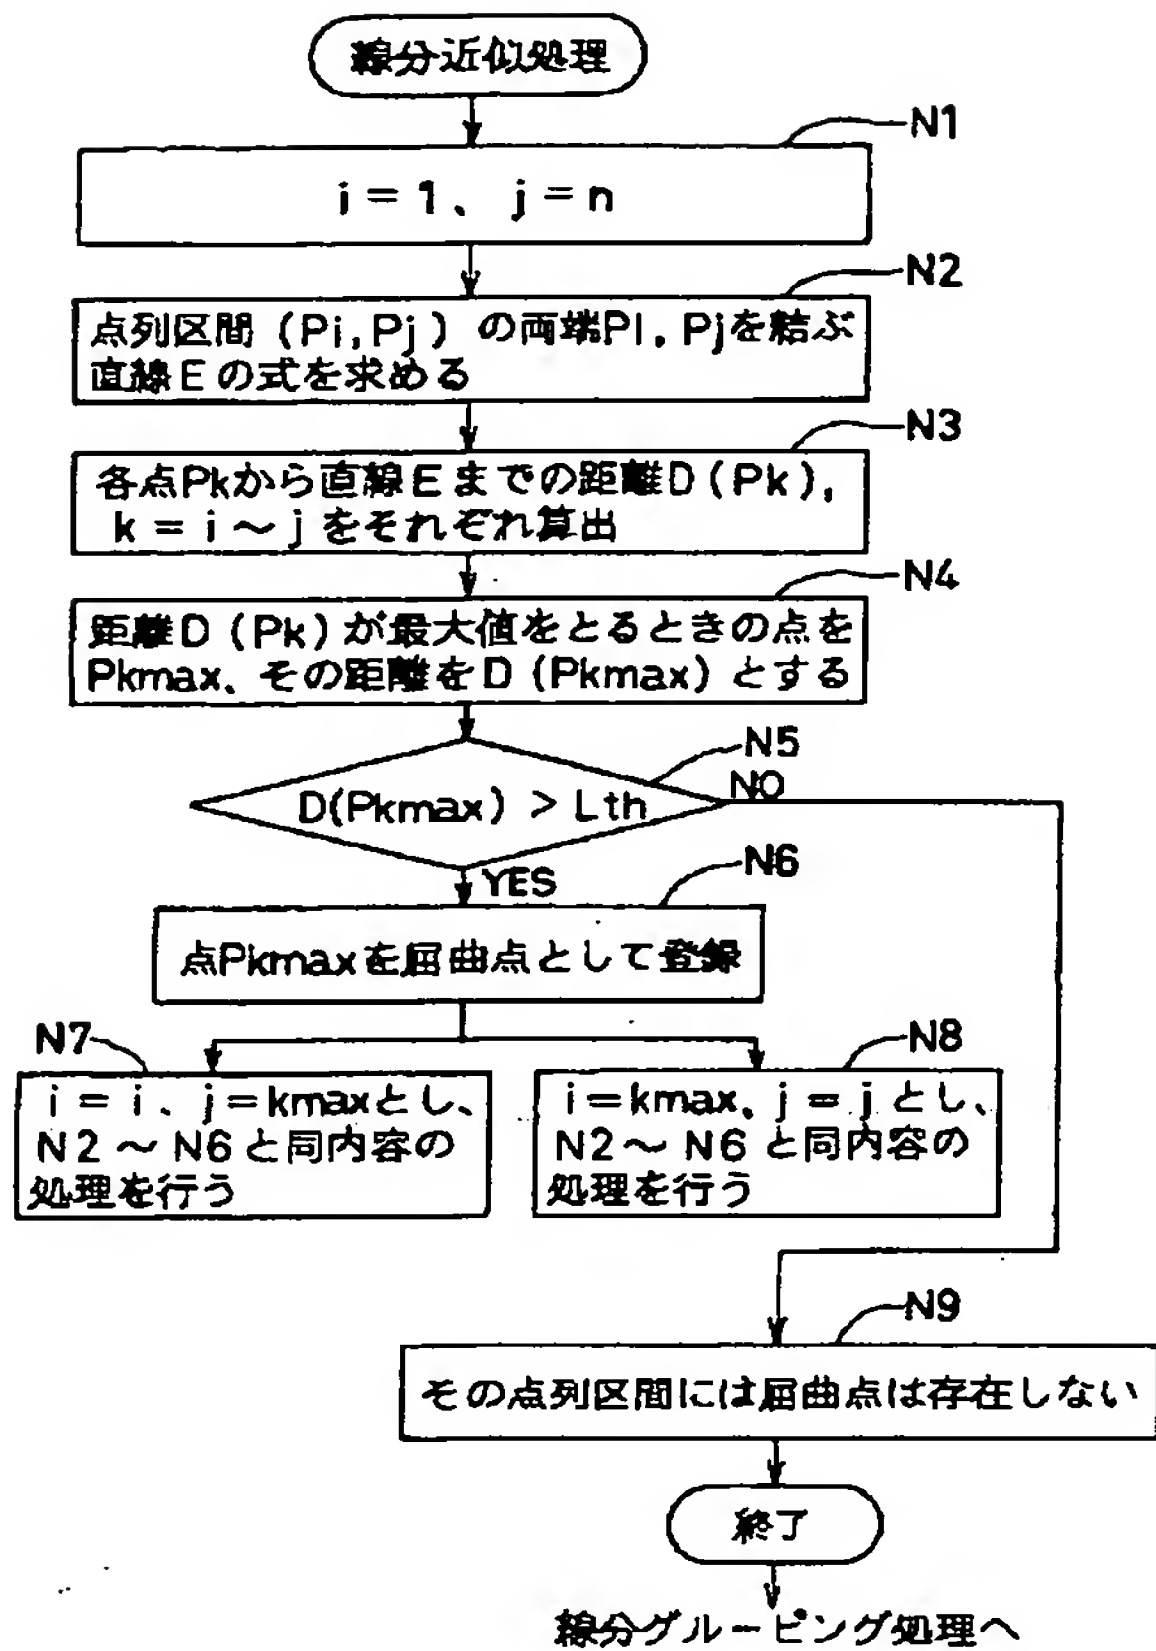 線分近似処理
N1
i = 1、 j = n
N2
点列区間 (Pi, Pj) の両端Pi, Pjを結ぶ
直線Eの式を求める
N3
各点Pkから直線Eまでの距離D (Pk),
k = i ～ j をそれぞれ算出
N4
距離D (Pk) が最大値をとるときの点を
Pkmax、その距離をD (Pkmax) とする
N5
NO
D(Pkmax) > Lth
YES
N6
点Pkmaxを屈曲点として登録
N7
i = i 、j = kmaxとし、
N2 ～ N6 と同内容の
処理を行う
N8
i = kmax、j = j とし、
N2 ～ N6 と同内容の
処理を行う
N9
その点列区間には屈曲点は存在しない
終了
線分グルーピング処理へ